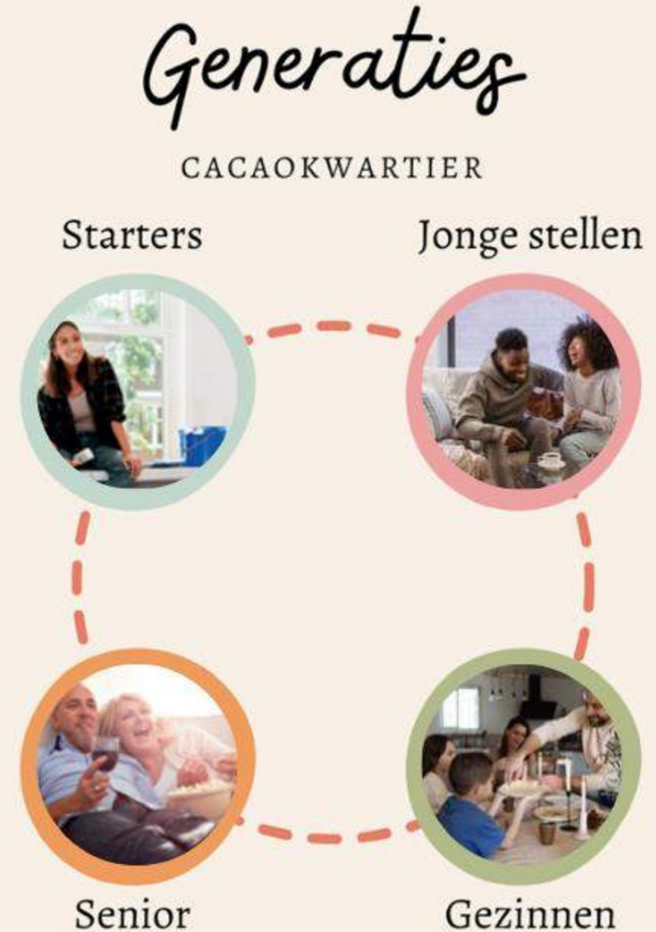 Generaties
CACAOKWARTIER
Starters
Jonge stellen
Senior
Gezinnen